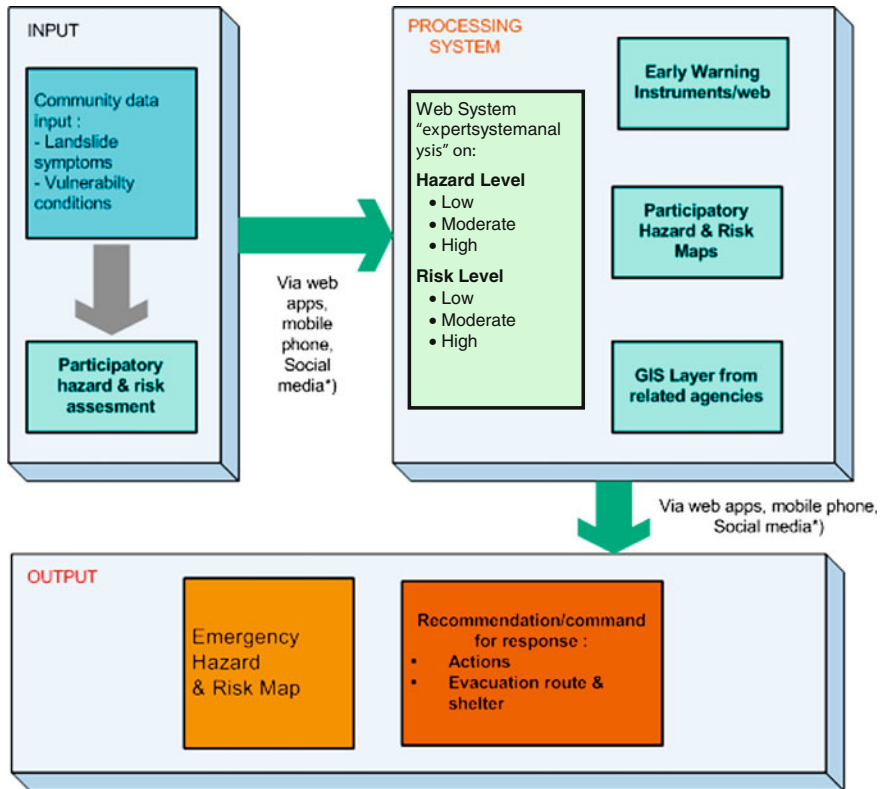 INPUT
Community data
input :
- Landslide
symptoms
- Vulnerabilty
conditions
Participatory
hazard & risk
assesment
Via web
apps,
mobile
phone,
Social
media*)
PROCESSING
SYSTEM
Web System
“expertsystemanal
ysis” on:
Hazard Level
• Low
• Moderate
• High
Risk Level
• Low
• Moderate
• High
Early Warning
Instruments/web
Participatory
Hazard & Risk
Maps
GIS Layer from
related agencies
Via web apps, mobile phone,
Social media*)
OUTPUT
Emergency
Hazard
& Risk Map
Recommendation/command
for response :
• Actions
• Evacuation route &
shelter